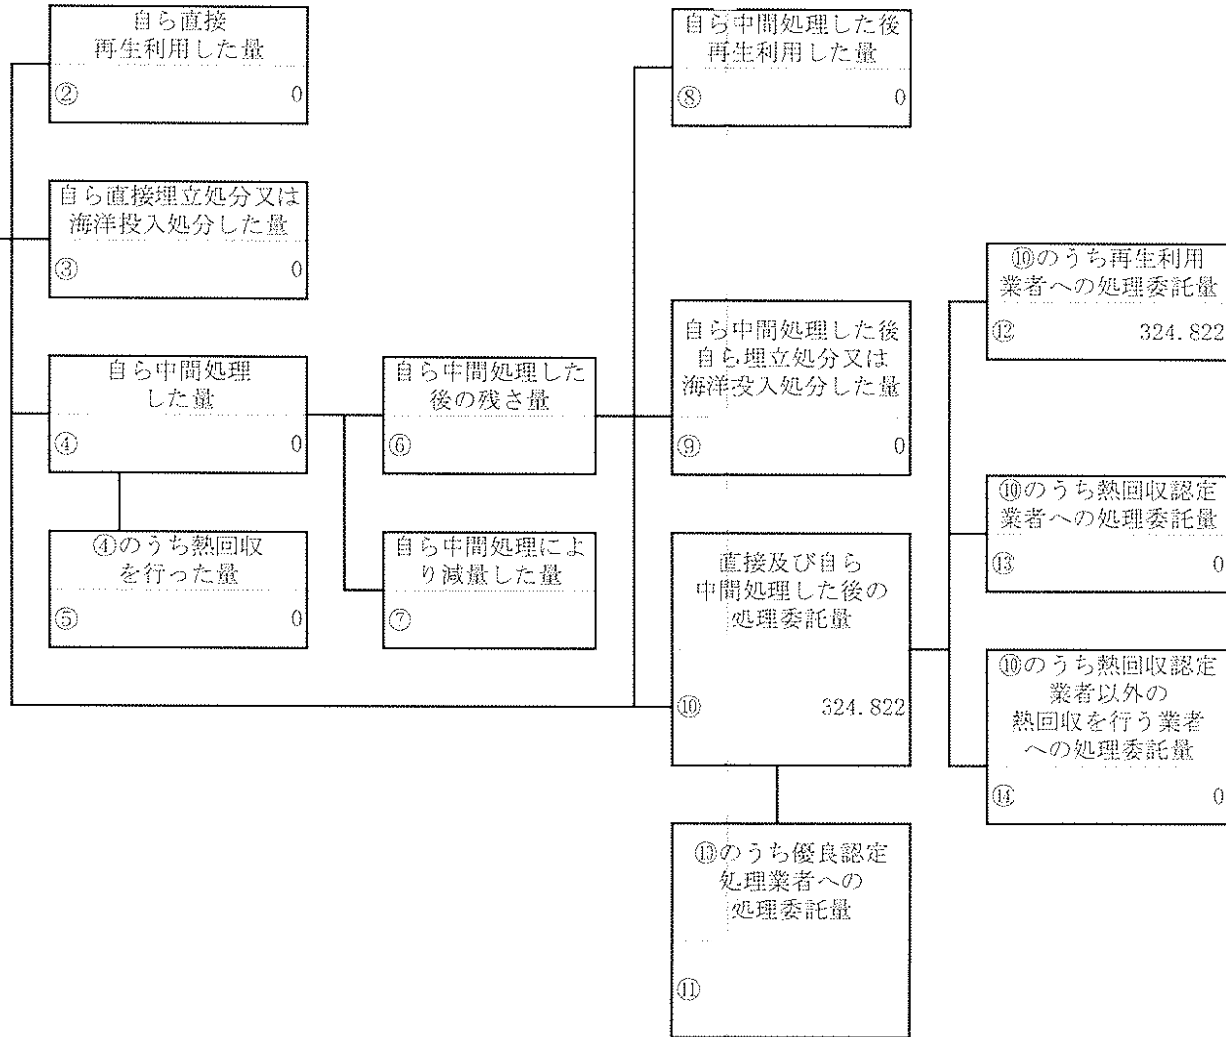 自ら直接
再生利用した量
② 0
自ら直接埋立処分又は
海洋投入処分した量
③ 0
自ら中間処理
した量
④ 0
④のうち熱回収
を行った量
⑤ 0
自ら中間処理した
後の残さ量
⑥
自ら中間処理によ
り減量した量
⑦
自ら中間処理した後
再生利用した量
⑧ 0
自ら中間処理した後
自ら埋立処分又は
海洋投入処分した量
⑨ 0
直接及び自ら
中間処理した後の
処理委託量
⑩ 324.822
⑩のうち優良認定
処理業者への
処理委託量
⑪
⑩のうち再生利用
業者への処理委託量
⑫ 324.822
⑩のうち熱回収認定
業者への処理委託量
⑬ 0
⑩のうち熱回収認定
業者以外の
熱回収を行う業者
への処理委託量
⑭ 0